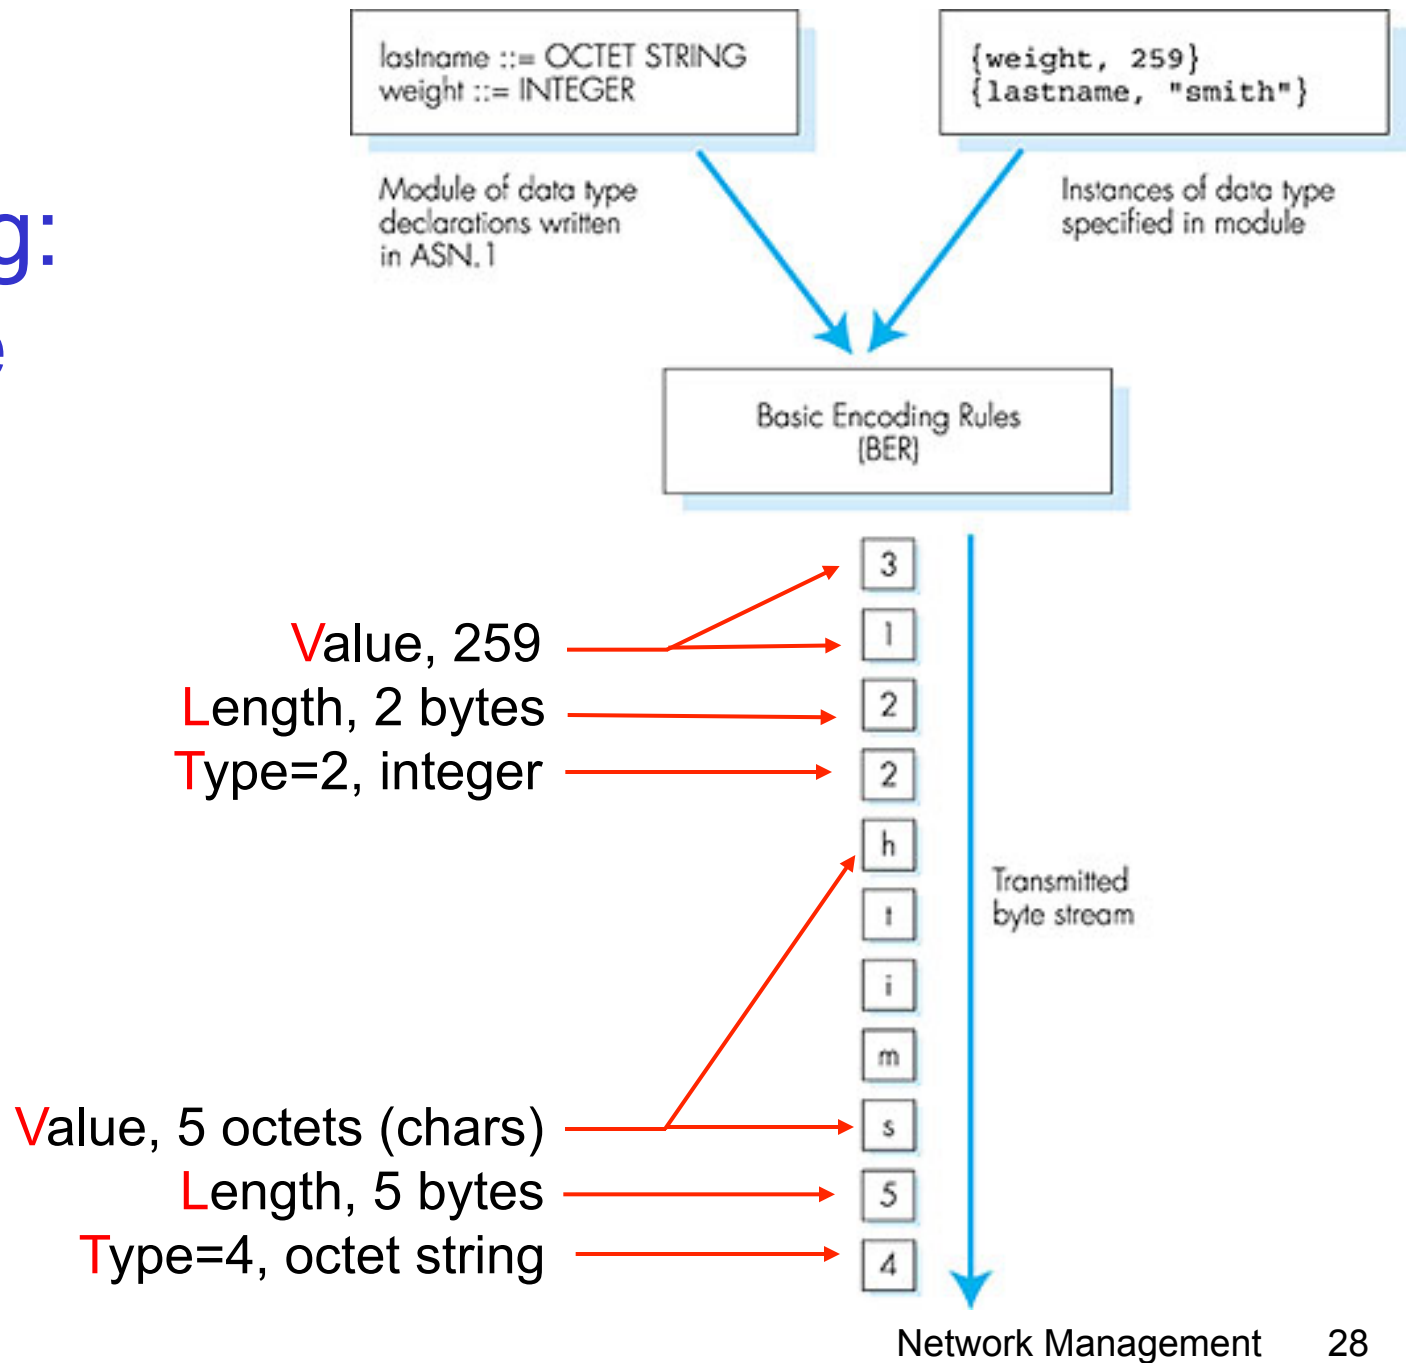 lastname ::= OCTET STRING
weight ::= INTEGER
{weight, 259}
{lastname, "smith"}
Module of data type
declarations written
in ASN.1
Instances of data type
specified in module
g:
e
Basic Encoding Rules
(BER)
3
1
2
2
h
t
i
m
s
5
4
Value, 259
Length, 2 bytes
Type=2, integer
Value, 5 octets (chars)
Length, 5 bytes
Type=4, octet string
Transmitted
byte stream
Network Management 28